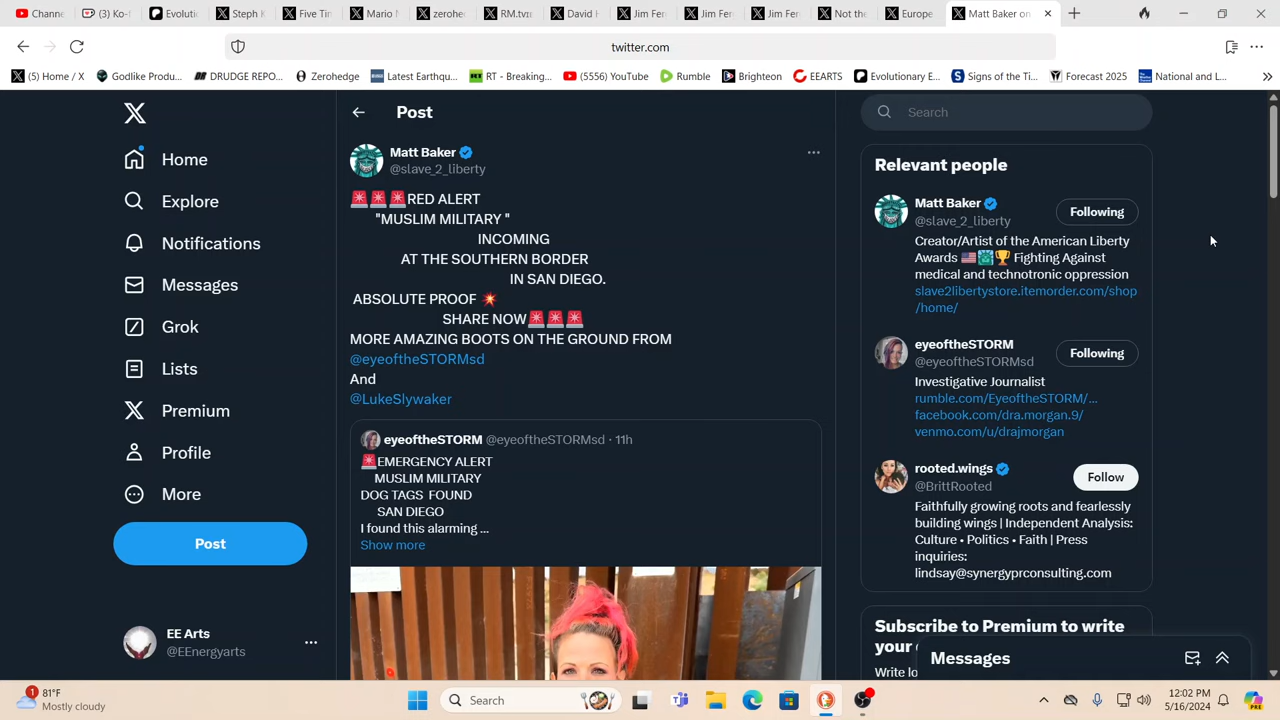 Channe
Ko-f
Evoluti
Steph K
Five Tin
Mario N
zerohe
RM.tv
David H
Jim Fer
Jim Fer
Jim Fer
Not the
Europe
Matt Baker on
twitter.com
(5) Home / X
Godlike Produ...
DRUDGE REPO...
Zerohedge
Latest Earthqu...
RT - Breaking...
(5556) YouTube
Rumble
Brighteon
EEARTS
Evolutionary E...
Signs of the Ti...
Forecast 2025
National and L...
Home
Explore
Notifications
Messages
Grok
Lists
Premium
Profile
More
Post
EE Arts
@EEnergyarts
Post
Matt Baker
@slave_2_liberty
🚨🚨🚨RED ALERT
"MUSLIM MILITARY "
INCOMING
AT THE SOUTHERN BORDER
IN SAN DIEGO.
ABSOLUTE PROOF 💥
SHARE NOW🚨🚨🚨
MORE AMAZING BOOTS ON THE GROUND FROM
@eyeoftheSTORMsd
And
@LukeSlywaker
eyeoftheSTORM @eyeoftheSTORMsd · 11h
🚨EMERGENCY ALERT
MUSLIM MILITARY
DOG TAGS FOUND
SAN DIEGO
I found this alarming ...
Show more
Search
Relevant people
Matt Baker
@slave_2_liberty
Following
Creator/Artist of the American Liberty
Awards 🇺🇸🗽🏆 Fighting Against
medical and technotronic oppression
slave2libertystore.itemorder.com/shop
/home/
eyeoftheSTORM
@eyeoftheSTORMsd
Following
Investigative Journalist
rumble.com/EyeoftheSTORM/...
facebook.com/dra.morgan.9/
venmo.com/u/drajmorgan
rooted.wings
@BrittRooted
Follow
Faithfully growing roots and fearlessly
building wings | Independent Analysis:
Culture • Politics • Faith | Press
inquiries:
lindsay@synergyprconsulting.com
Subscribe to Premium to write
your
Write lo
Messages
1
81°F
Mostly cloudy
Search
12:02 PM
5/16/2024